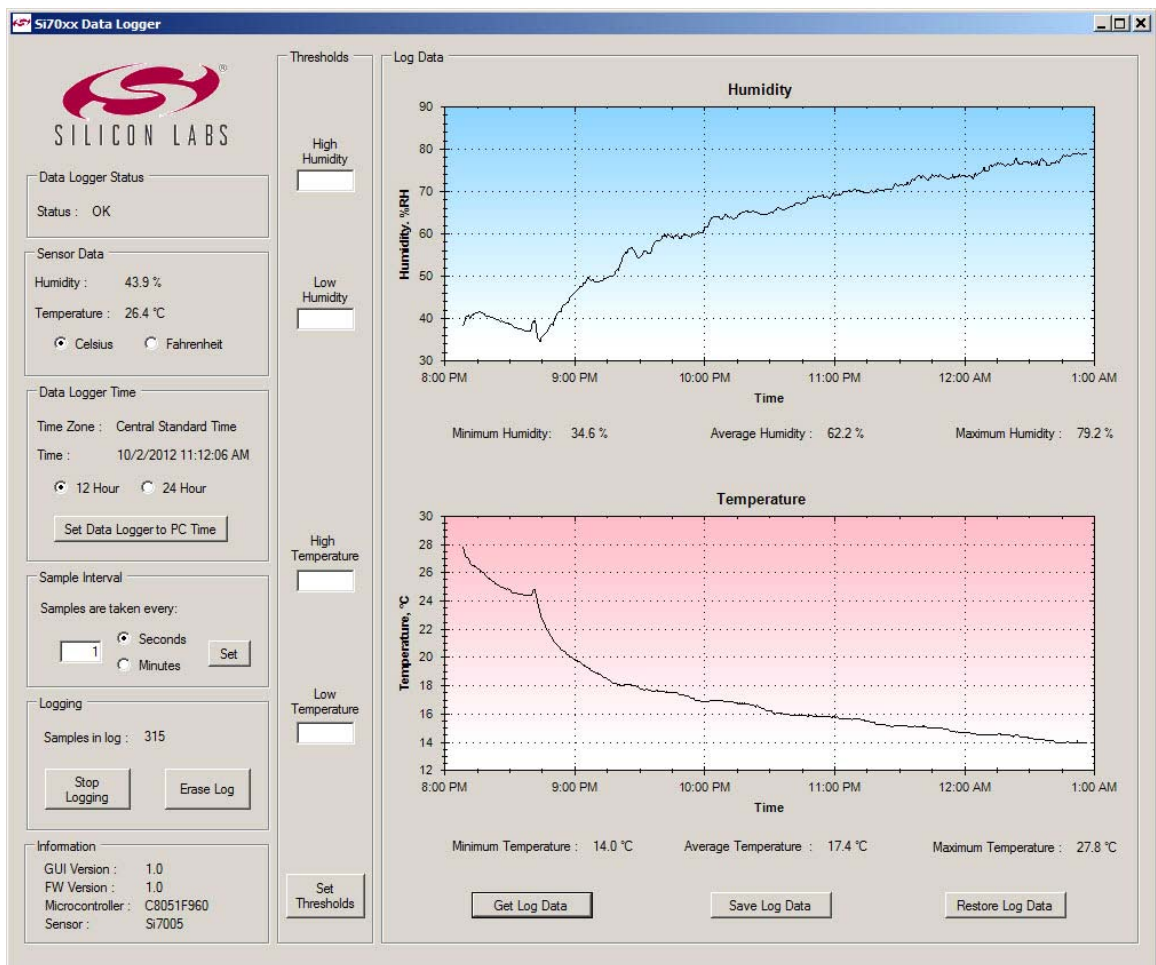 Si70xx Data Logger
SILICON LABS®
Data Logger Status
Status : OK
Sensor Data
Humidity : 43.9 %
Temperature : 26.4 °C
Celsius Fahrenheit
Data Logger Time
Time Zone : Central Standard Time
Time : 10/2/2012 11:12:06 AM
12 Hour 24 Hour
Set Data Logger to PC Time
Sample Interval
Samples are taken every:
1
Seconds
Minutes
Set
Logging
Samples in log : 315
Stop
Logging
Erase Log
Information
GUI Version : 1.0
FW Version : 1.0
Microcontroller : C8051F960
Sensor : Si7005
Thresholds
High
Humidity
Low
Humidity
High
Temperature
Low
Temperature
Set
Thresholds
Log Data
Humidity
Humidity. %RH
90
80
70
60
50
40
30
8:00 PM 9:00 PM 10:00 PM 11:00 PM 12:00 AM 1:00 AM
Time
Minimum Humidity: 34.6 % Average Humidity : 62.2 % Maximum Humidity : 79.2 %
Temperature
Temperature, °C
30
28
26
24
22
20
18
16
14
12
8:00 PM 9:00 PM 10:00 PM 11:00 PM 12:00 AM 1:00 AM
Time
Minimum Temperature : 14.0 °C Average Temperature : 17.4 °C Maximum Temperature : 27.8 °C
Get Log Data Save Log Data Restore Log Data